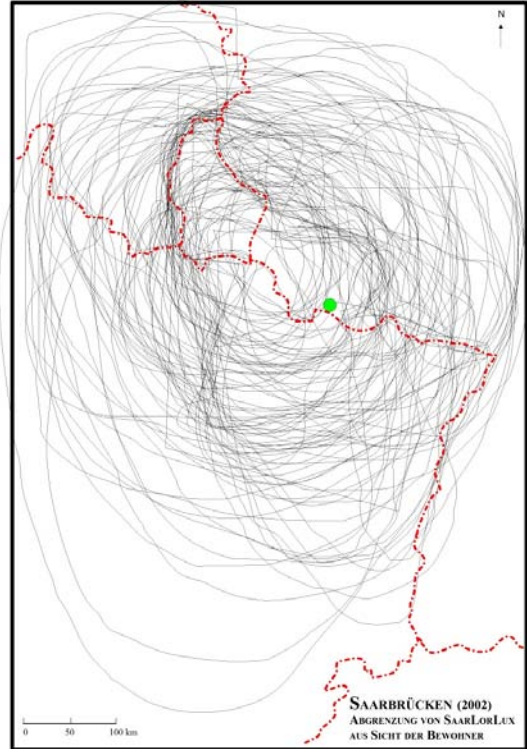 N
SAARBRÜCKEN (2002)
ABGRENZUNG VON SAARLORLUX
AUS SICHT DER BEWOHNER
0 50 100 km